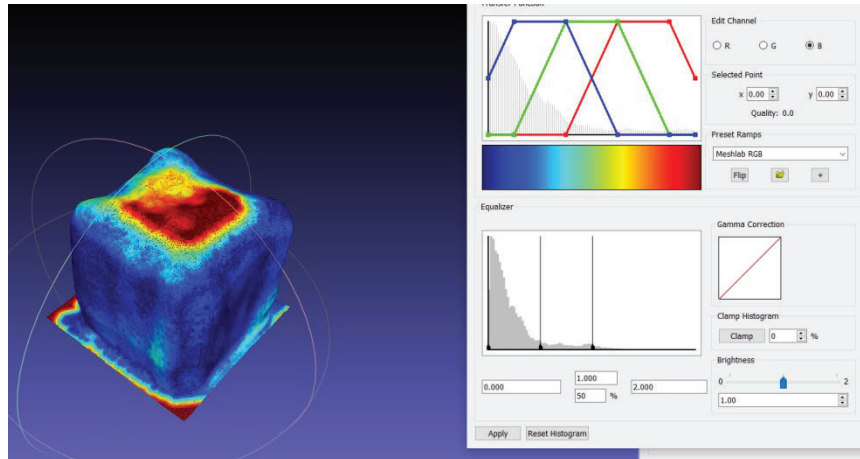 Transfer Function
Edit Channel
R G B
Selected Point
x 0.00 y 0.00
Quality: 0.0
Preset Ramps
Meshlab RGB
Flip +
Equalizer
Gamma Correction
Clamp Histogram
Clamp 0 %
Brightness
0 2
1.00
0.000 1.000 2.000
50 %
Apply Reset Histogram